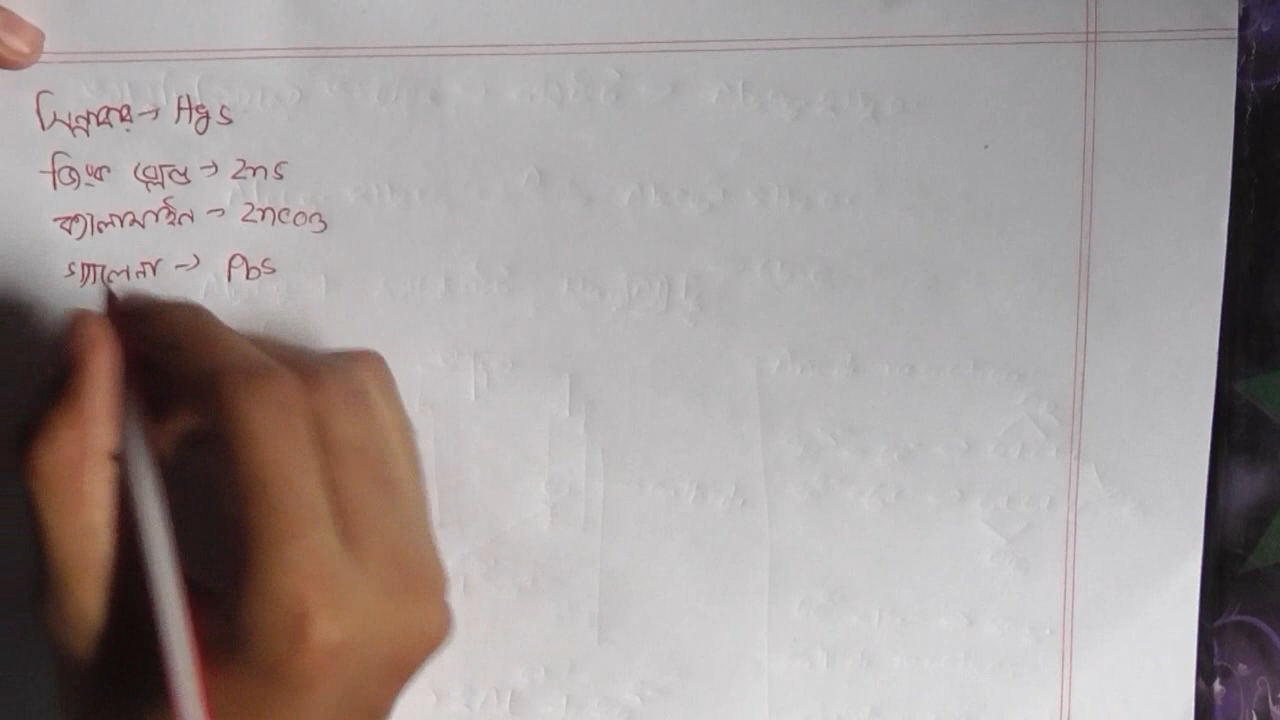 সিন্নাবার → HgS
জিংক ব্লেন্ড → ZnS
ক্যালামাইন → ZnCO3
গ্যালেনা → PbS